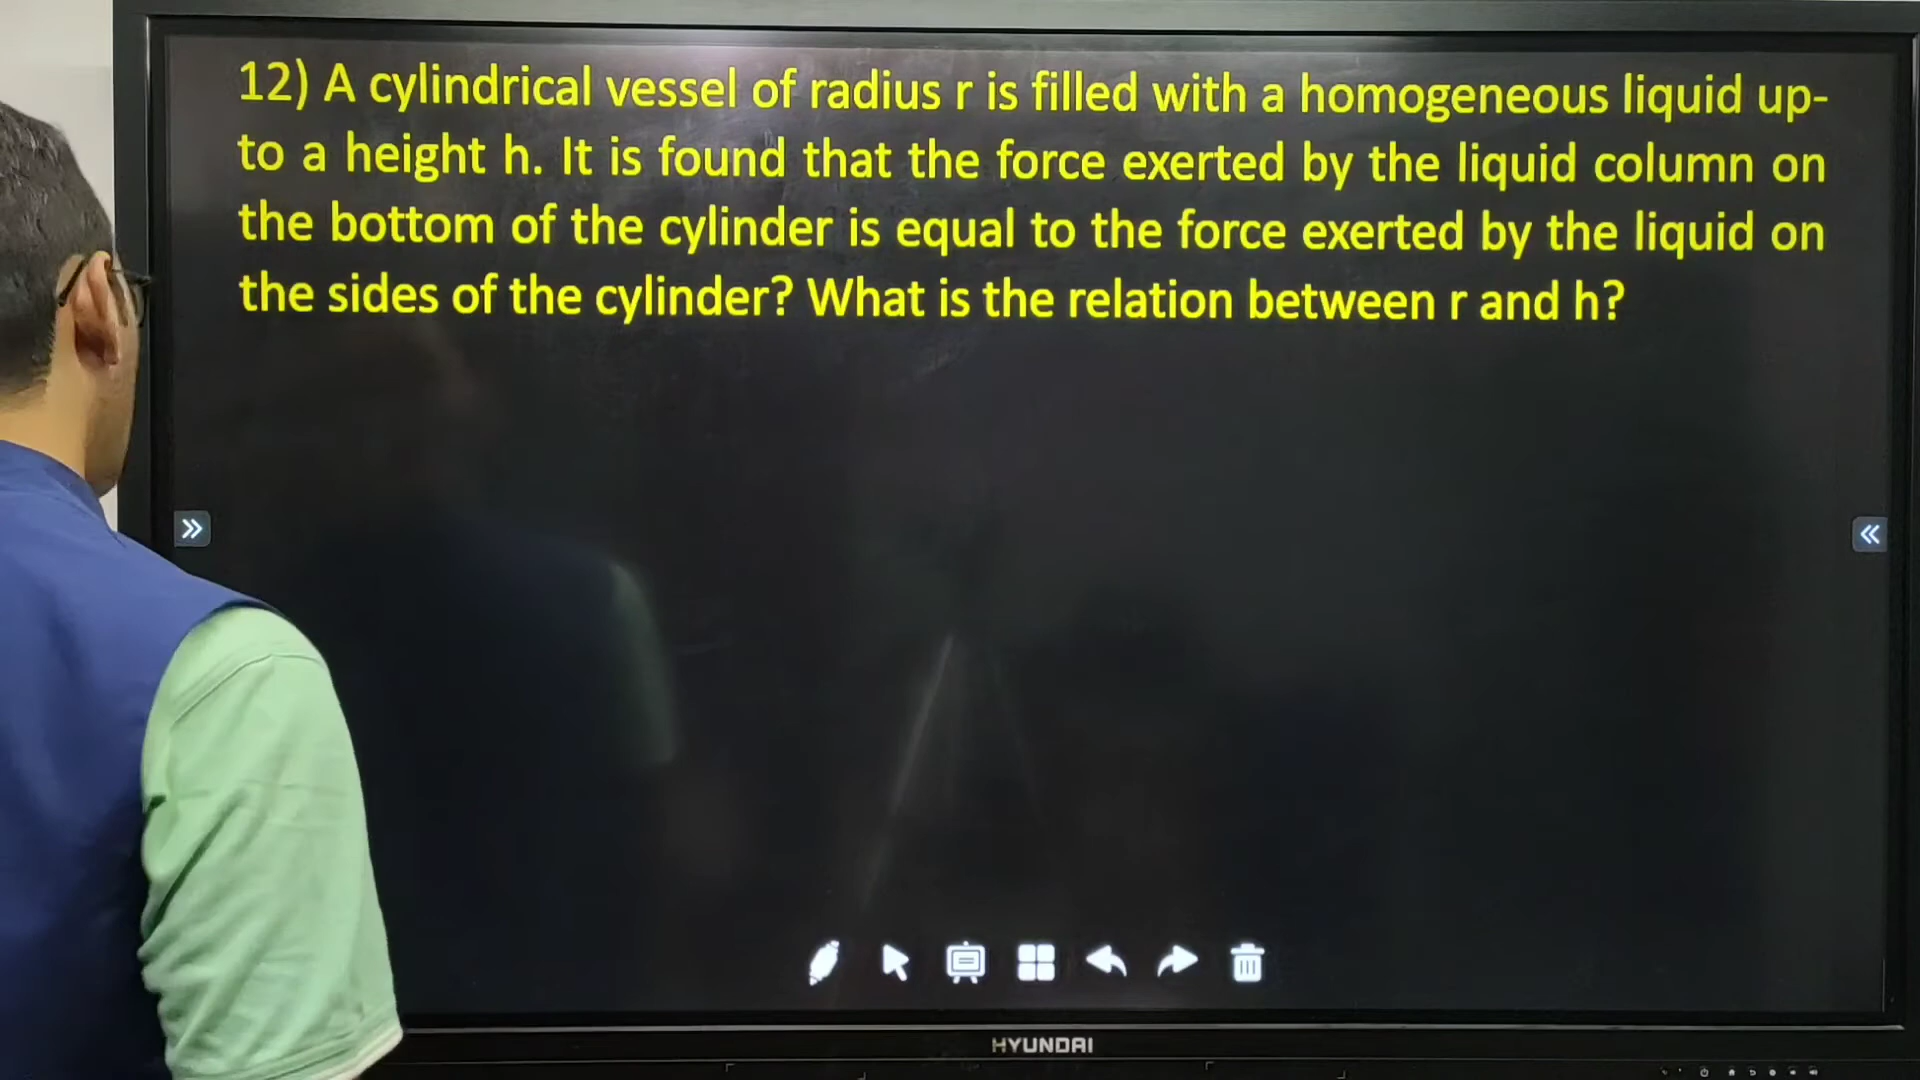 12) A cylindrical vessel of radius r is filled with a homogeneous liquid up-
to a height h. It is found that the force exerted by the liquid column on
the bottom of the cylinder is equal to the force exerted by the liquid on
the sides of the cylinder? What is the relation between r and h?
HYUNDAI